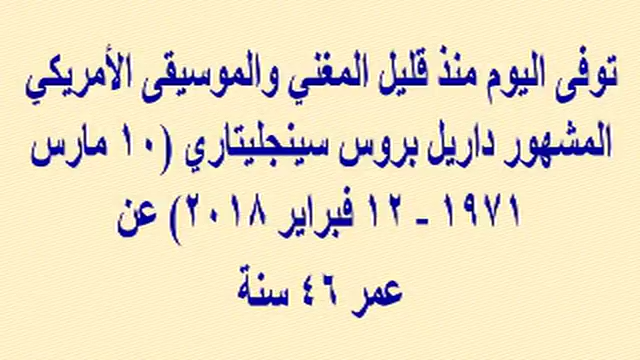 توفى اليوم منذ قليل المغني والموسيقى الأمريكي
المشهور داريل بروس سينجليتاري (١٠ مارس
١٩٧١ - ١٢ فبراير ٢٠١٨) عن
عمر ٤٦ سنة